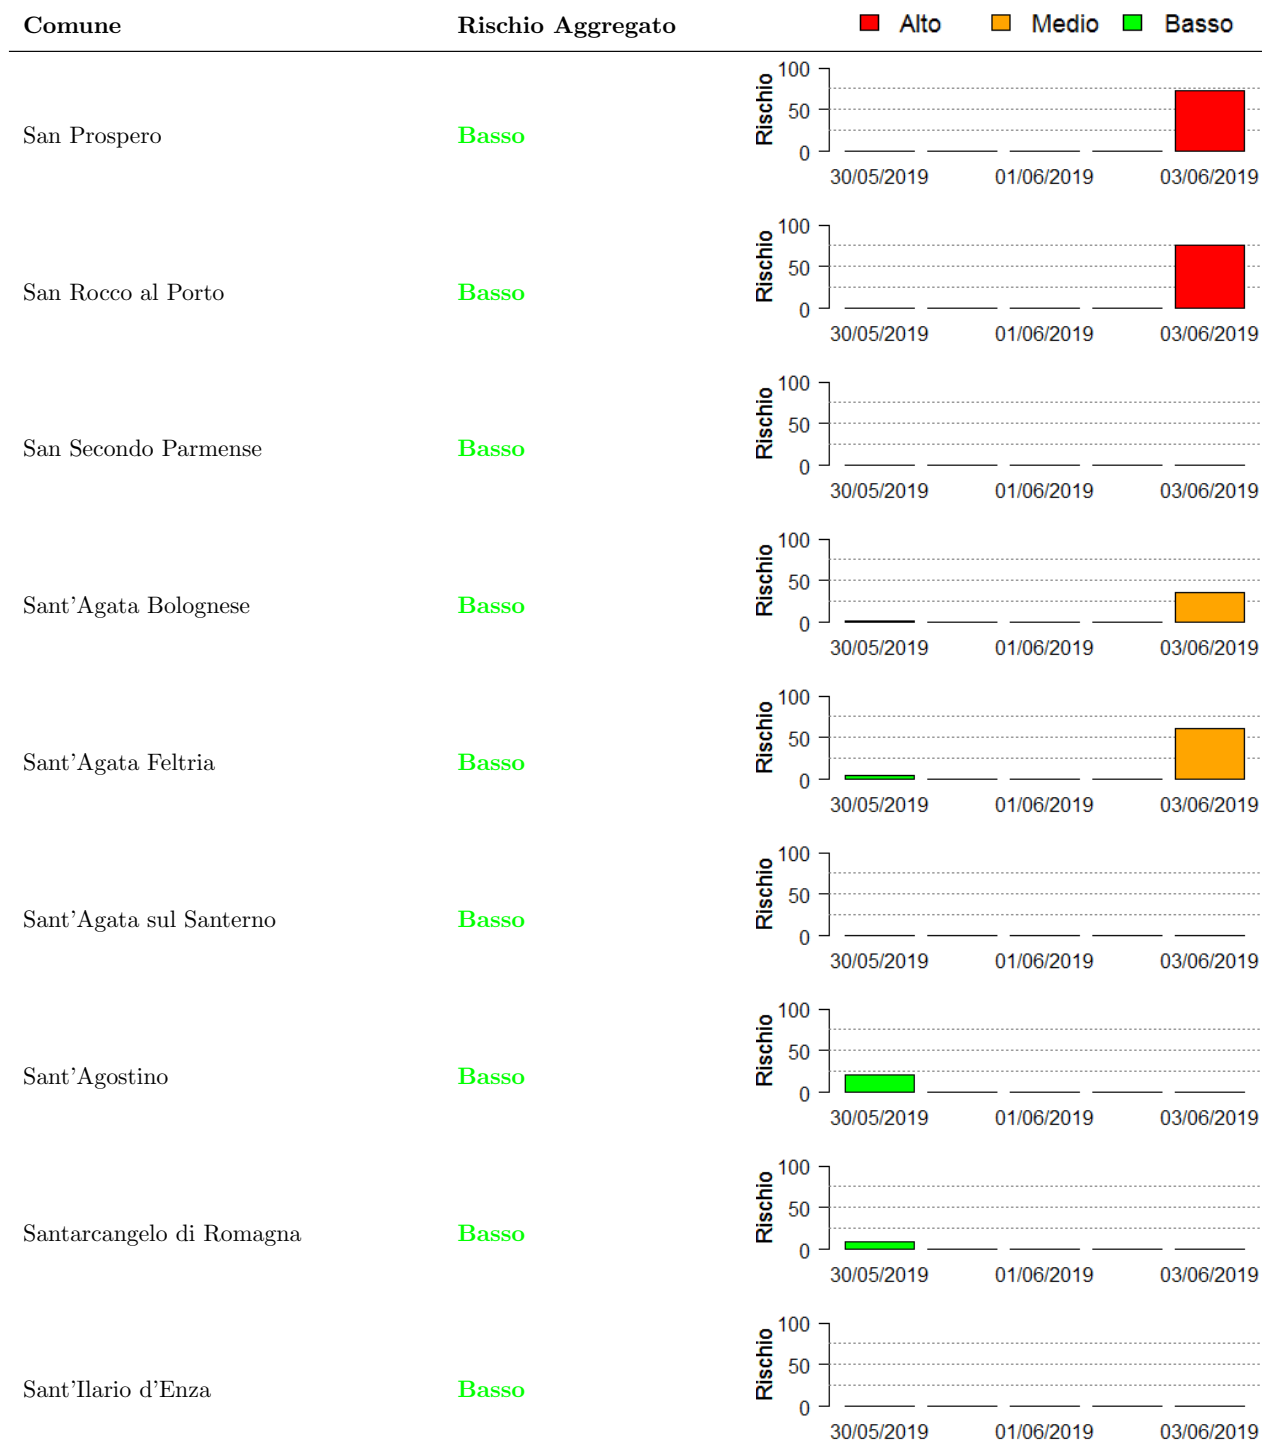 Comune Rischio Aggregato Alto Medio Basso
San Prospero Basso
Rischio
100
50
0
30/05/2019 01/06/2019 03/06/2019
San Rocco al Porto Basso
Rischio
100
50
0
30/05/2019 01/06/2019 03/06/2019
San Secondo Parmense Basso
Rischio
100
50
0
30/05/2019 01/06/2019 03/06/2019
Sant'Agata Bolognese Basso
Rischio
100
50
0
30/05/2019 01/06/2019 03/06/2019
Sant'Agata Feltria Basso
Rischio
100
50
0
30/05/2019 01/06/2019 03/06/2019
Sant'Agata sul Santerno Basso
Rischio
100
50
0
30/05/2019 01/06/2019 03/06/2019
Sant'Agostino Basso
Rischio
100
50
0
30/05/2019 01/06/2019 03/06/2019
Santarcangelo di Romagna Basso
Rischio
100
50
0
30/05/2019 01/06/2019 03/06/2019
Sant'Ilario d'Enza Basso
Rischio
100
50
0
30/05/2019 01/06/2019 03/06/2019